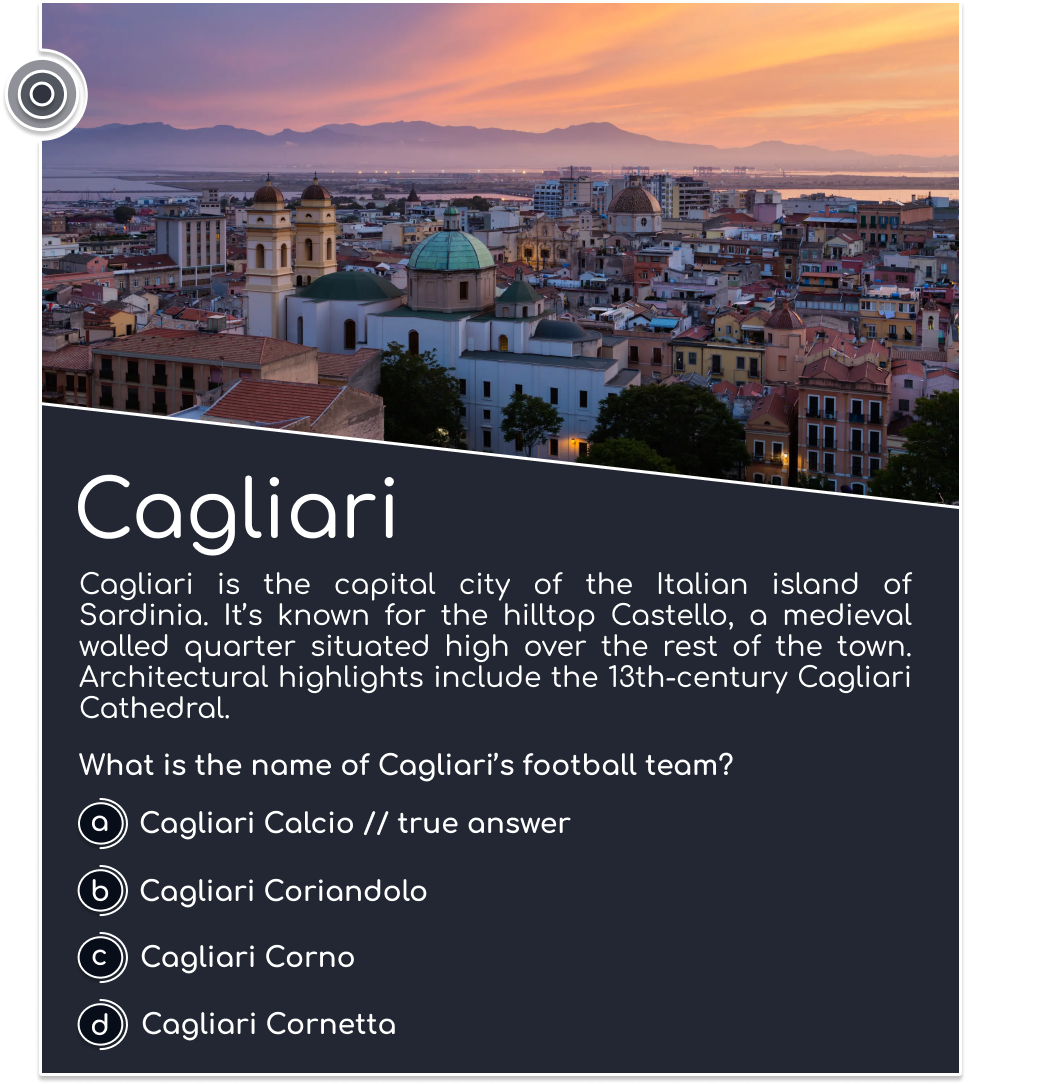 Cagliari
Cagliari is the capital city of the Italian island of
Sardinia. It’s known for the hilltop Castello, a medieval
walled quarter situated high over the rest of the town.
Architectural highlights include the 13th-century Cagliari
Cathedral.
What is the name of Cagliari’s football team?
a Cagliari Calcio // true answer
b Cagliari Coriandolo
c Cagliari Corno
d Cagliari Cornetta